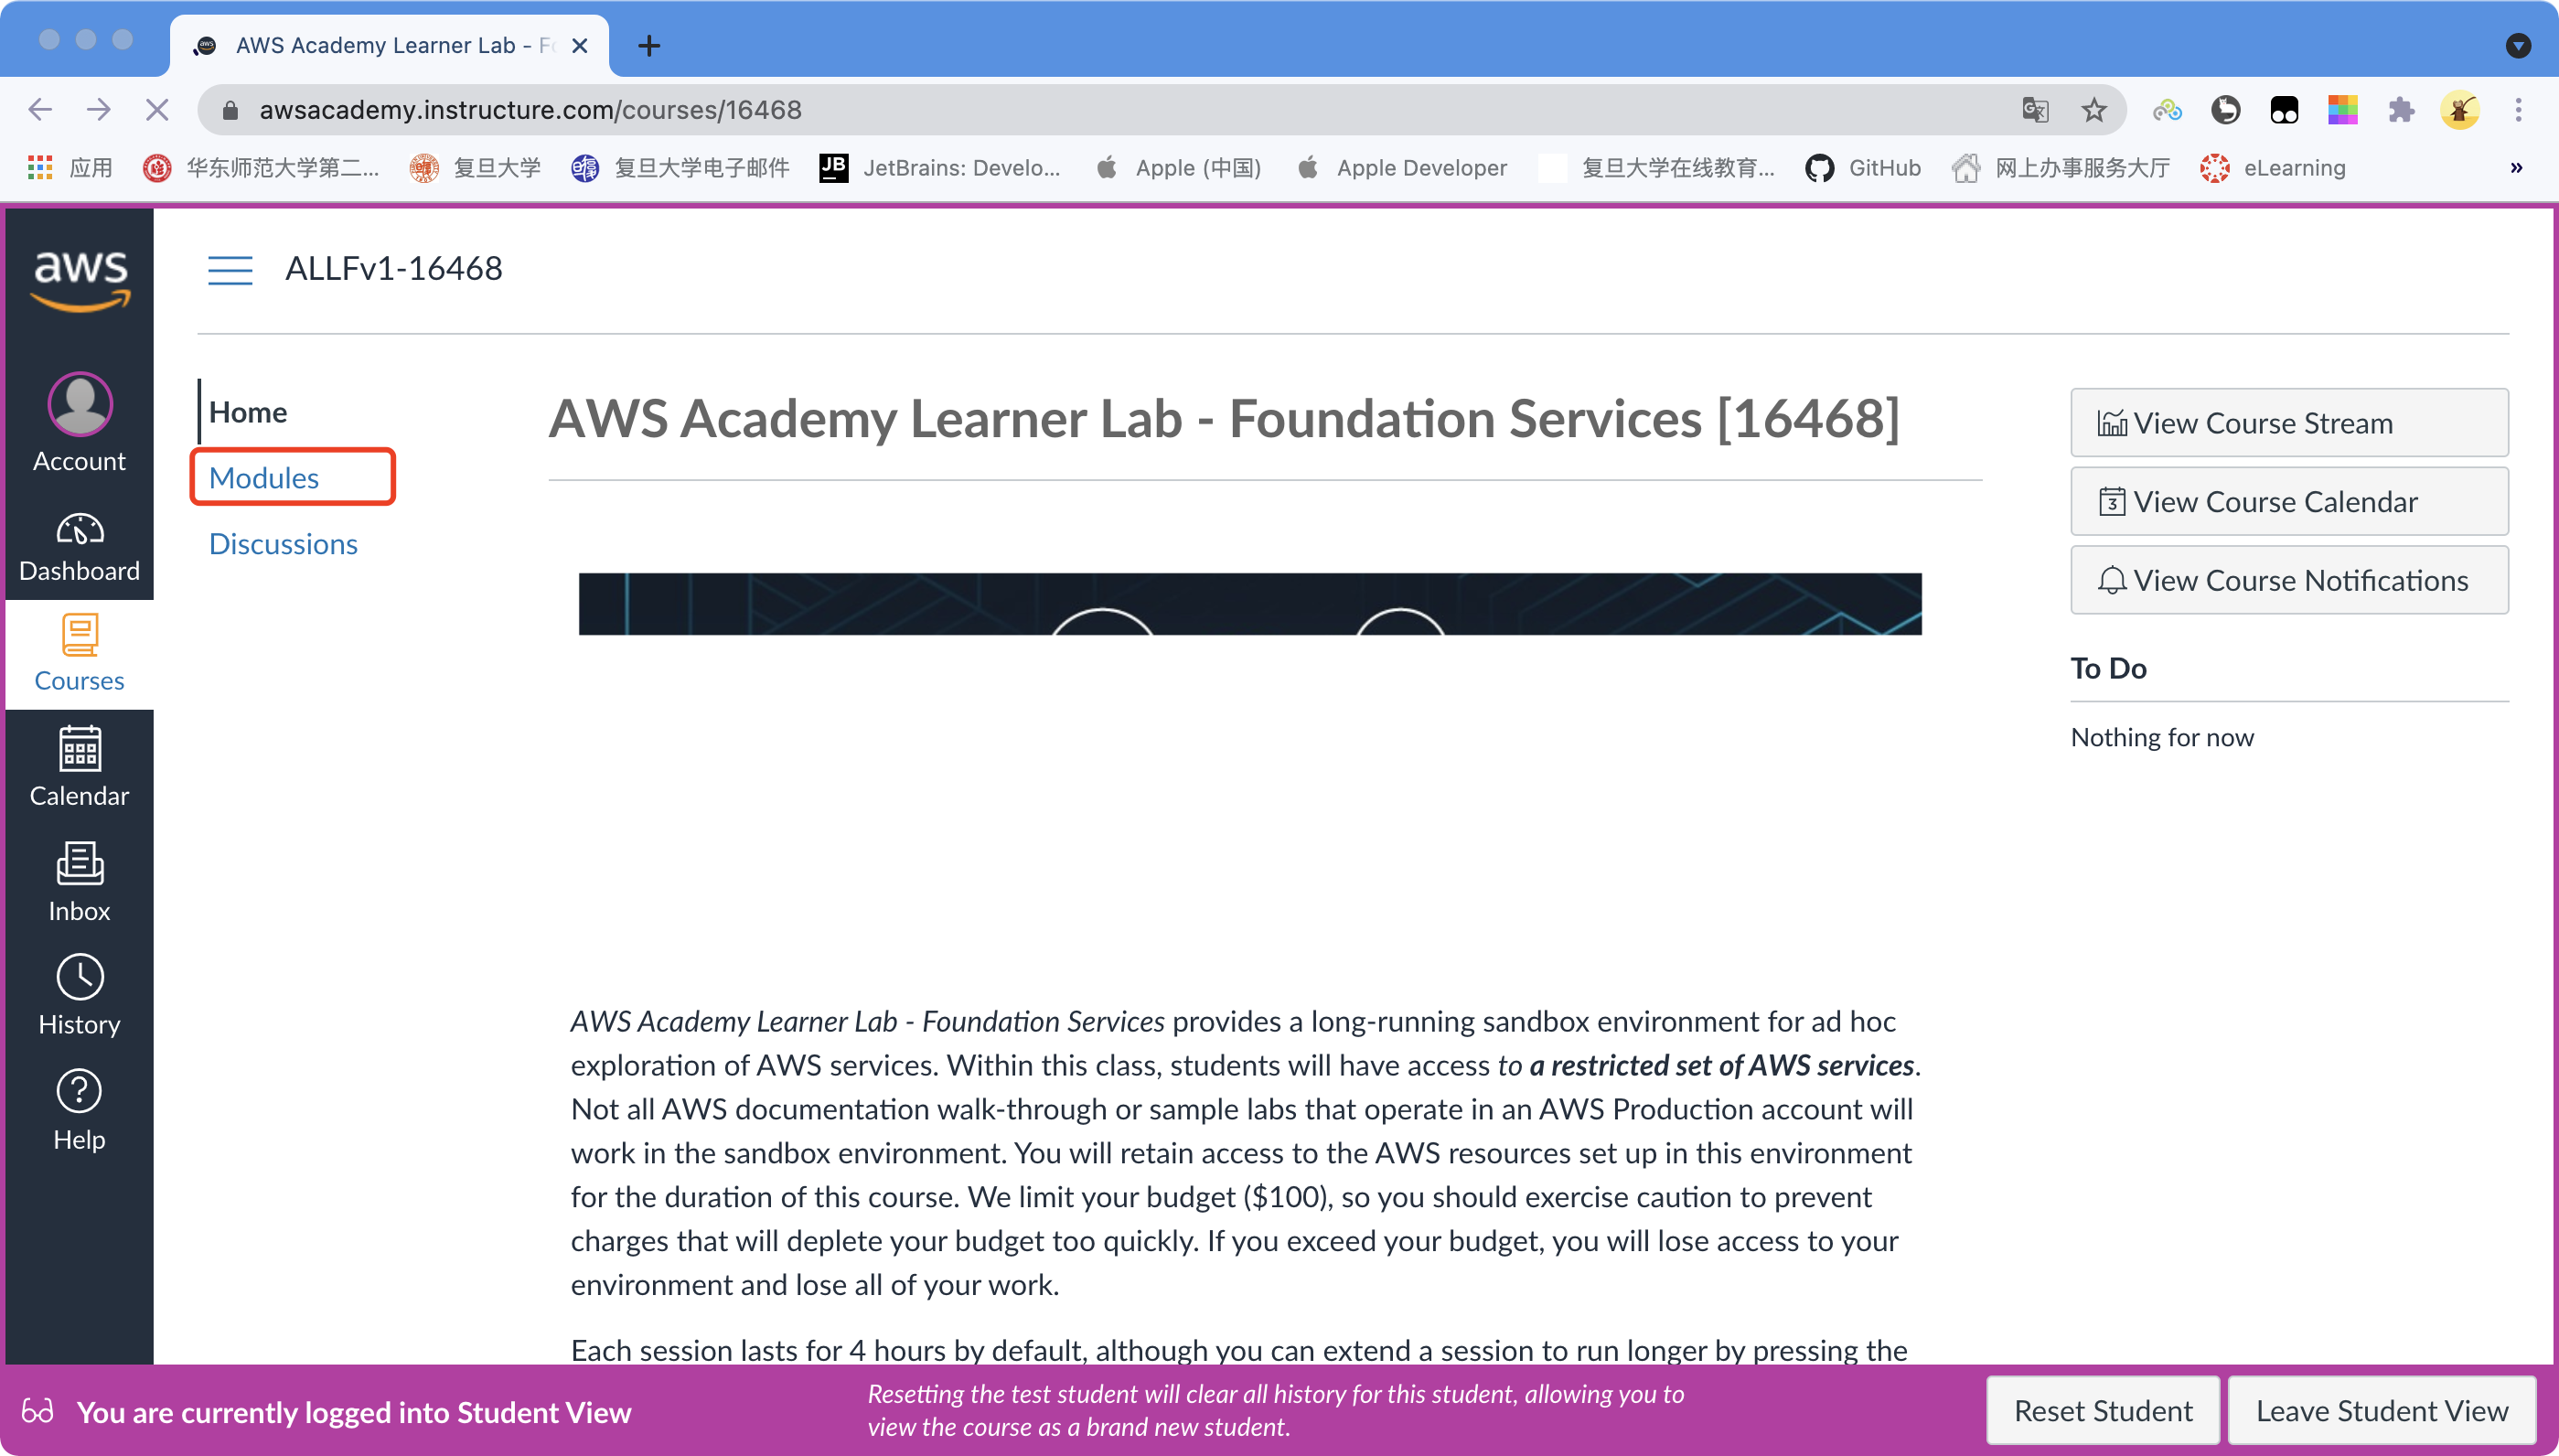 AWS Academy Learner Lab - Fo
awsacademy.instructure.com/courses/16468
应用
华东师范大学第二...
复旦大学
复旦大学电子邮件
JB
JetBrains: Develo...
Apple (中国)
Apple Developer
复旦大学在线教育...
GitHub
网上办事服务大厅
eLearning
»
aws
ALLFv1-16468
Account
Dashboard
Courses
Calendar
Inbox
History
Help
Home
Modules
Discussions
AWS Academy Learner Lab - Foundation Services [16468]
AWS Academy Learner Lab - Foundation Services provides a long-running sandbox environment for ad hoc
exploration of AWS services. Within this class, students will have access to a restricted set of AWS services.
Not all AWS documentation walk-through or sample labs that operate in an AWS Production account will
work in the sandbox environment. You will retain access to the AWS resources set up in this environment
for the duration of this course. We limit your budget ($100), so you should exercise caution to prevent
charges that will deplete your budget too quickly. If you exceed your budget, you will lose access to your
environment and lose all of your work.
Each session lasts for 4 hours by default, although you can extend a session to run longer by pressing the
View Course Stream
3
View Course Calendar
View Course Notifications
To Do
Nothing for now
You are currently logged into Student View
Resetting the test student will clear all history for this student, allowing you to
view the course as a brand new student.
Reset Student
Leave Student View